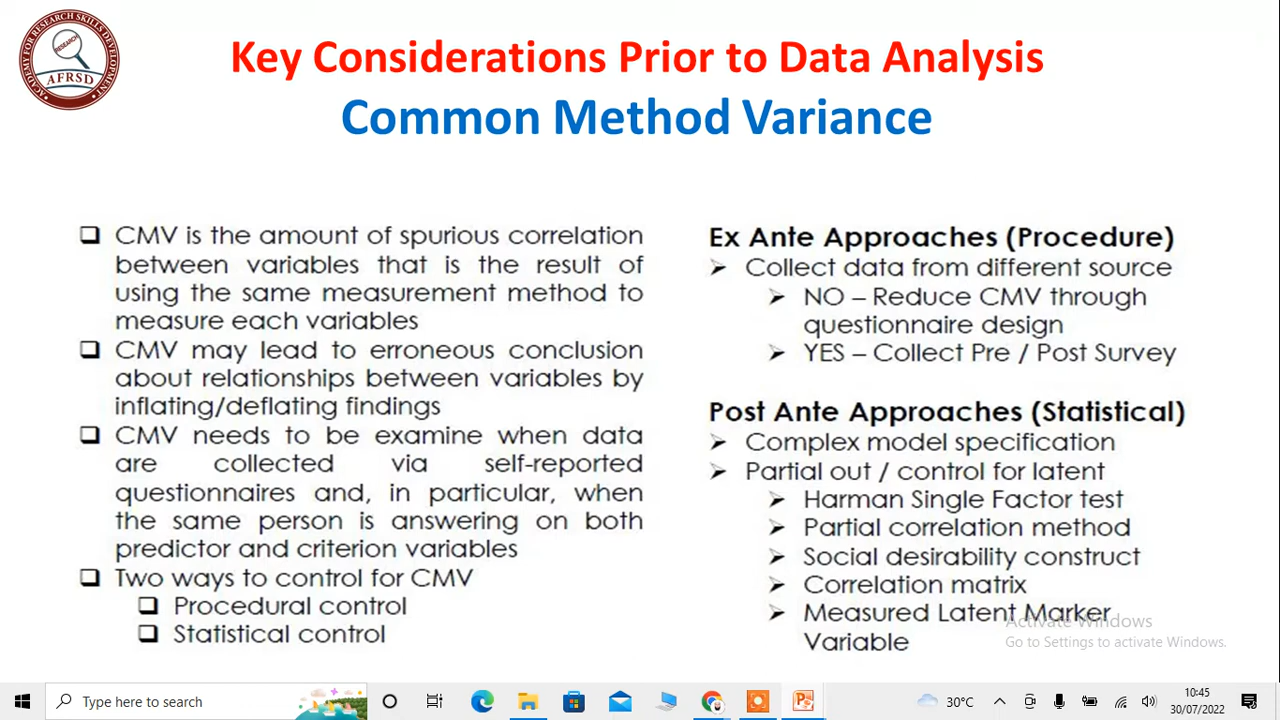 ACADEMY FOR RESEARCH SKILLS DEVELOPMENT
RESEARCH
AFRSD
Key Considerations Prior to Data Analysis
Common Method Variance
CMV is the amount of spurious correlation
between variables that is the result of
using the same measurement method to
measure each variables
CMV may lead to erroneous conclusion
about relationships between variables by
inflating/deflating findings
CMV needs to be examine when data
are collected via self-reported
questionnaires and, in particular, when
the same person is answering on both
predictor and criterion variables
Two ways to control for CMV
Procedural control
Statistical control
Ex Ante Approaches (Procedure)
Collect data from different source
NO – Reduce CMV through
questionnaire design
YES – Collect Pre / Post Survey
Post Ante Approaches (Statistical)
Complex model specification
Partial out / control for latent
Harman Single Factor test
Partial correlation method
Social desirability construct
Correlation matrix
Measured Latent Marker
Variable
Activate Windows
Go to Settings to activate Windows.
Type here to search
30°C
10:45
30/07/2022